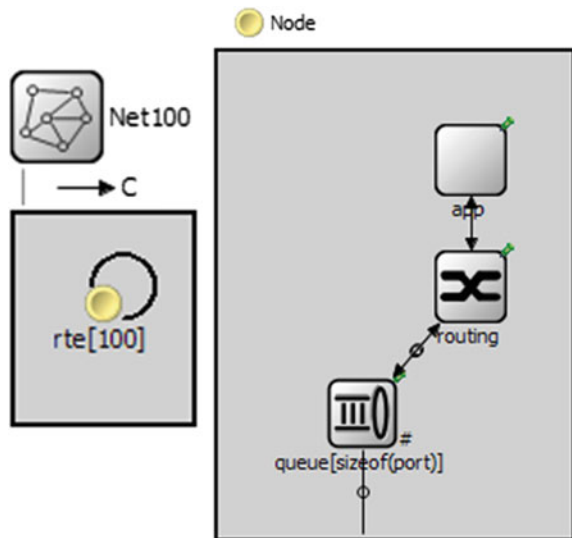 Node
Net100
C
rte[100]
app
routing
#
queue[sizeof(port)]